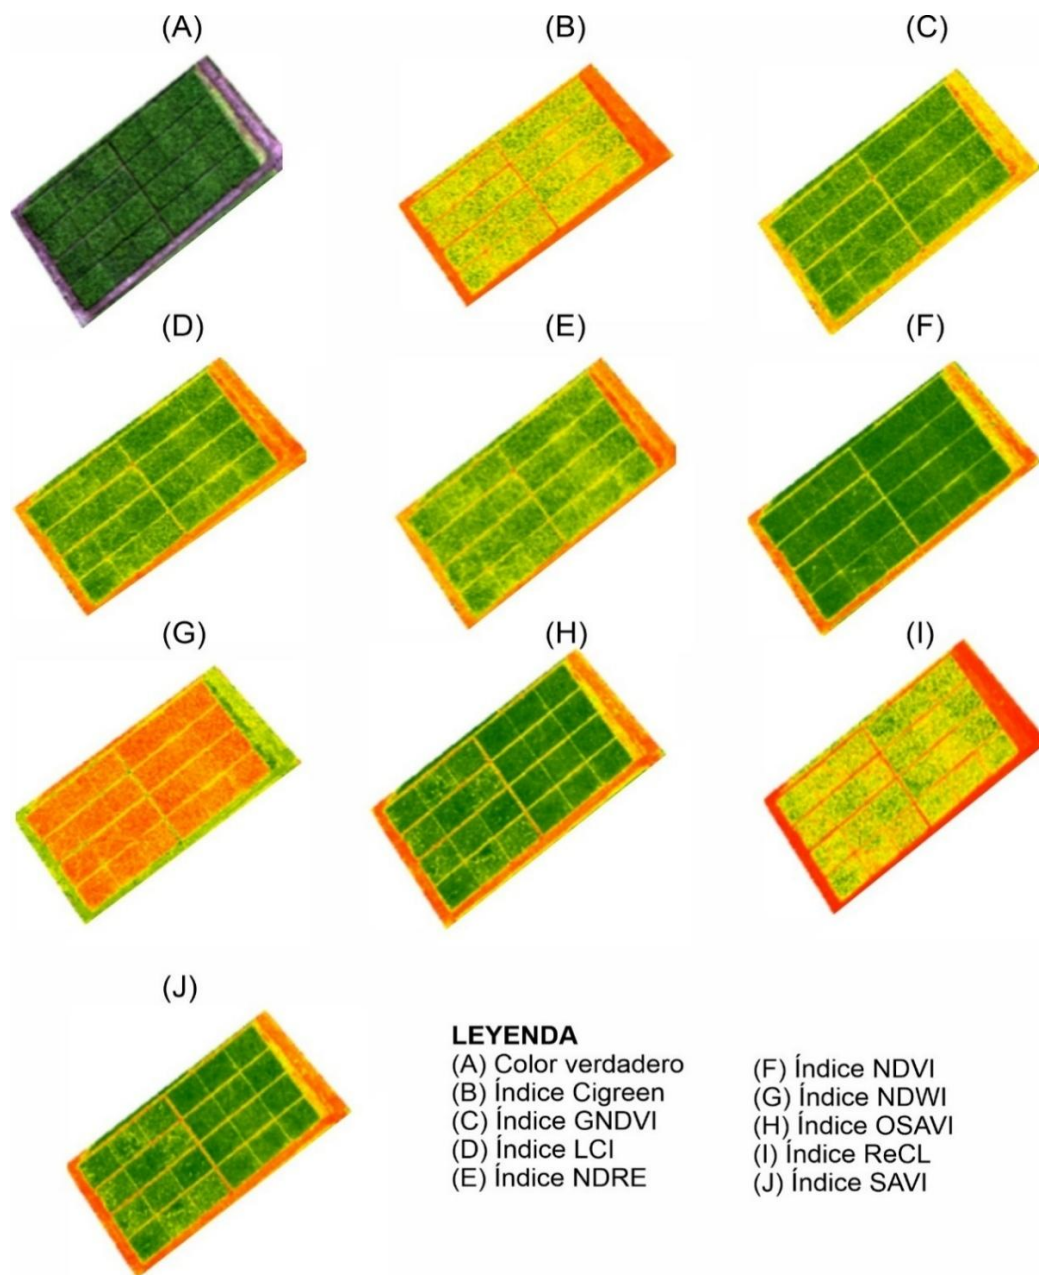 (A)
(B)
(C)
(D)
(E)
(F)
(G)
(H)
(I)
(J)
LEYENDA
(A) Color verdadero
(B) Índice Cigreen
(C) Índice GNDVI
(D) Índice LCI
(E) Índice NDRE
(F) Índice NDVI
(G) Índice NDWI
(H) Índice OSAVI
(I) Índice ReCL
(J) Índice SAVI